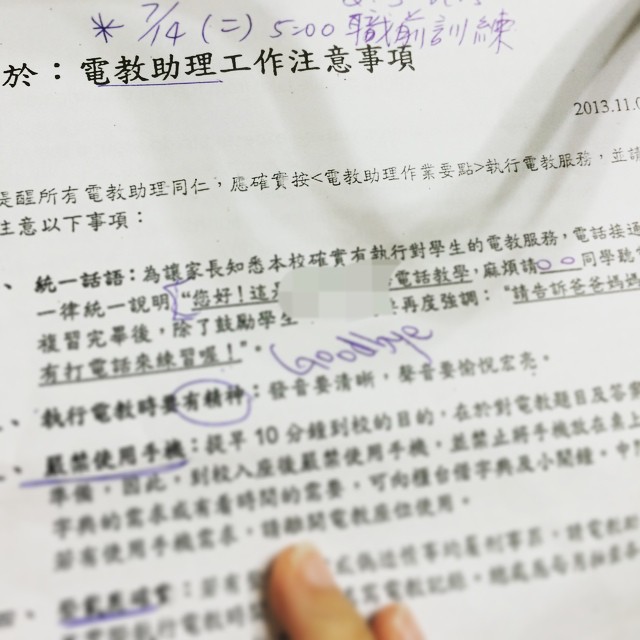 * 7/14 (二) 5:00 職前訓練
於：電教助理工作注意事項
2013.11.0
提醒所有電教助理同仁，應確實按<電教助理作業要點>執行電教服務，並請
注意以下事項：
、 統一話語：為讓家長知悉本校確實有執行對學生的電教服務，電話接通
一律統一說明“您好！這是 電話教學，麻煩請○○ 同學聽
複習完畢後，除了鼓勵學生 再度強調：“請告訴爸爸媽媽
有打電話來練習喔！”。 Goodbye
、 執行電教時要有精神：發音要清晰，聲音要愉悅宏亮。
、 嚴禁使用手機：提早 10 分鐘到校的目的，在於對電教題目及答案
準備，因此，到校入座後嚴禁使用手機，並禁止將手機放在桌上
字典的需求或有看時間的需要，可向櫃台借字典及小鬧鐘。中
若有使用手機需求，請離開電教座位使用。
四、